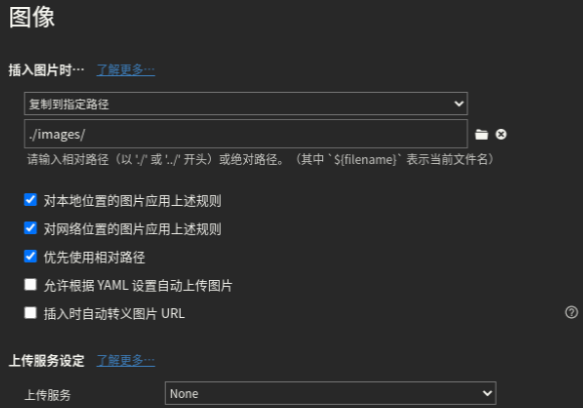 图像
插入图片时… 了解更多…
复制到指定路径
./images/
请输入相对路径（以 './' 或 '../' 开头）或绝对路径。（其中 `${filename}` 表示当前文件名）
对本地位置的图片应用上述规则
对网络位置的图片应用上述规则
优先使用相对路径
允许根据 YAML 设置自动上传图片
插入时自动转义图片 URL
上传服务设定 了解更多…
上传服务 None